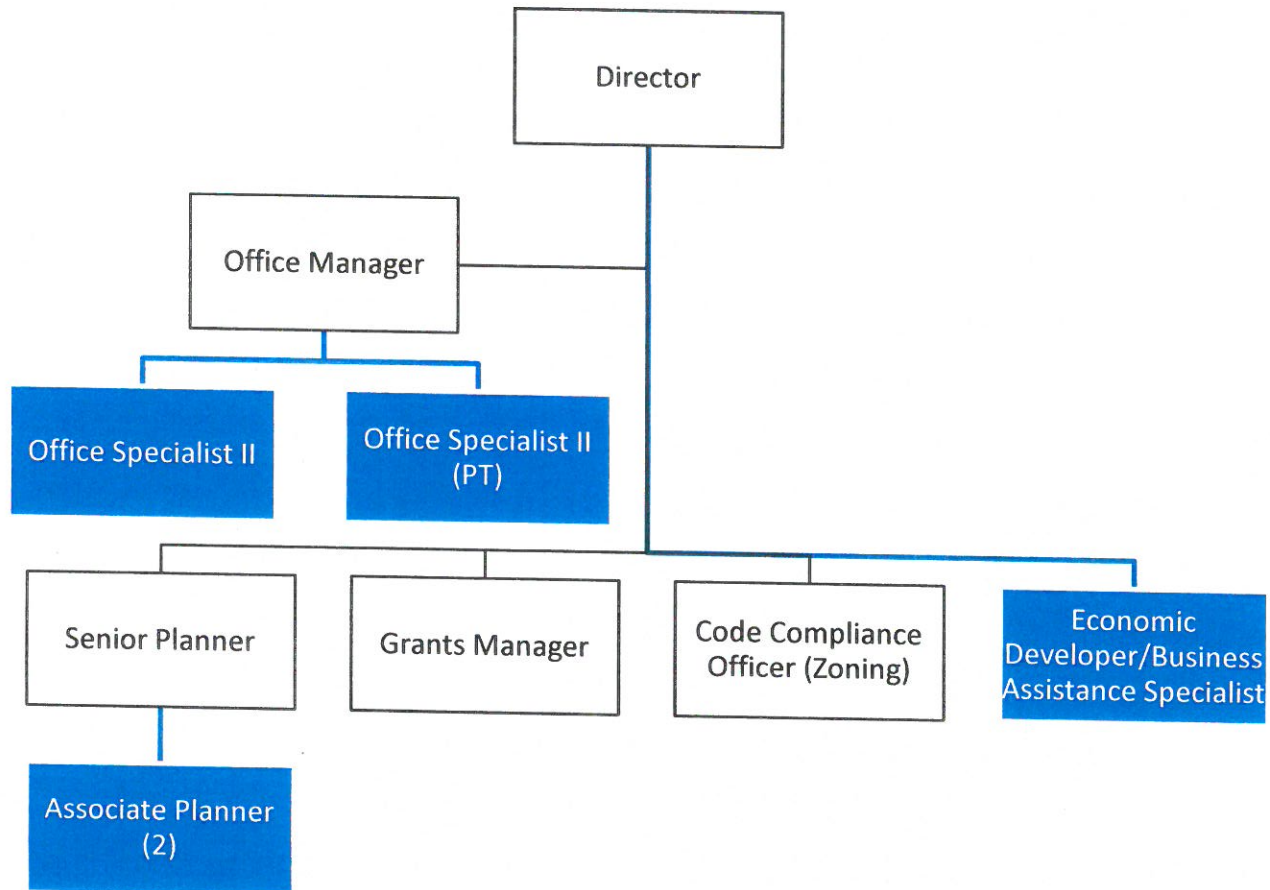 Director
Office Manager
Office Specialist II
Office Specialist II
(PT)
Senior Planner
Grants Manager
Code Compliance
Officer (Zoning)
Economic
Developer/Business
Assistance Specialist
Associate Planner
(2)